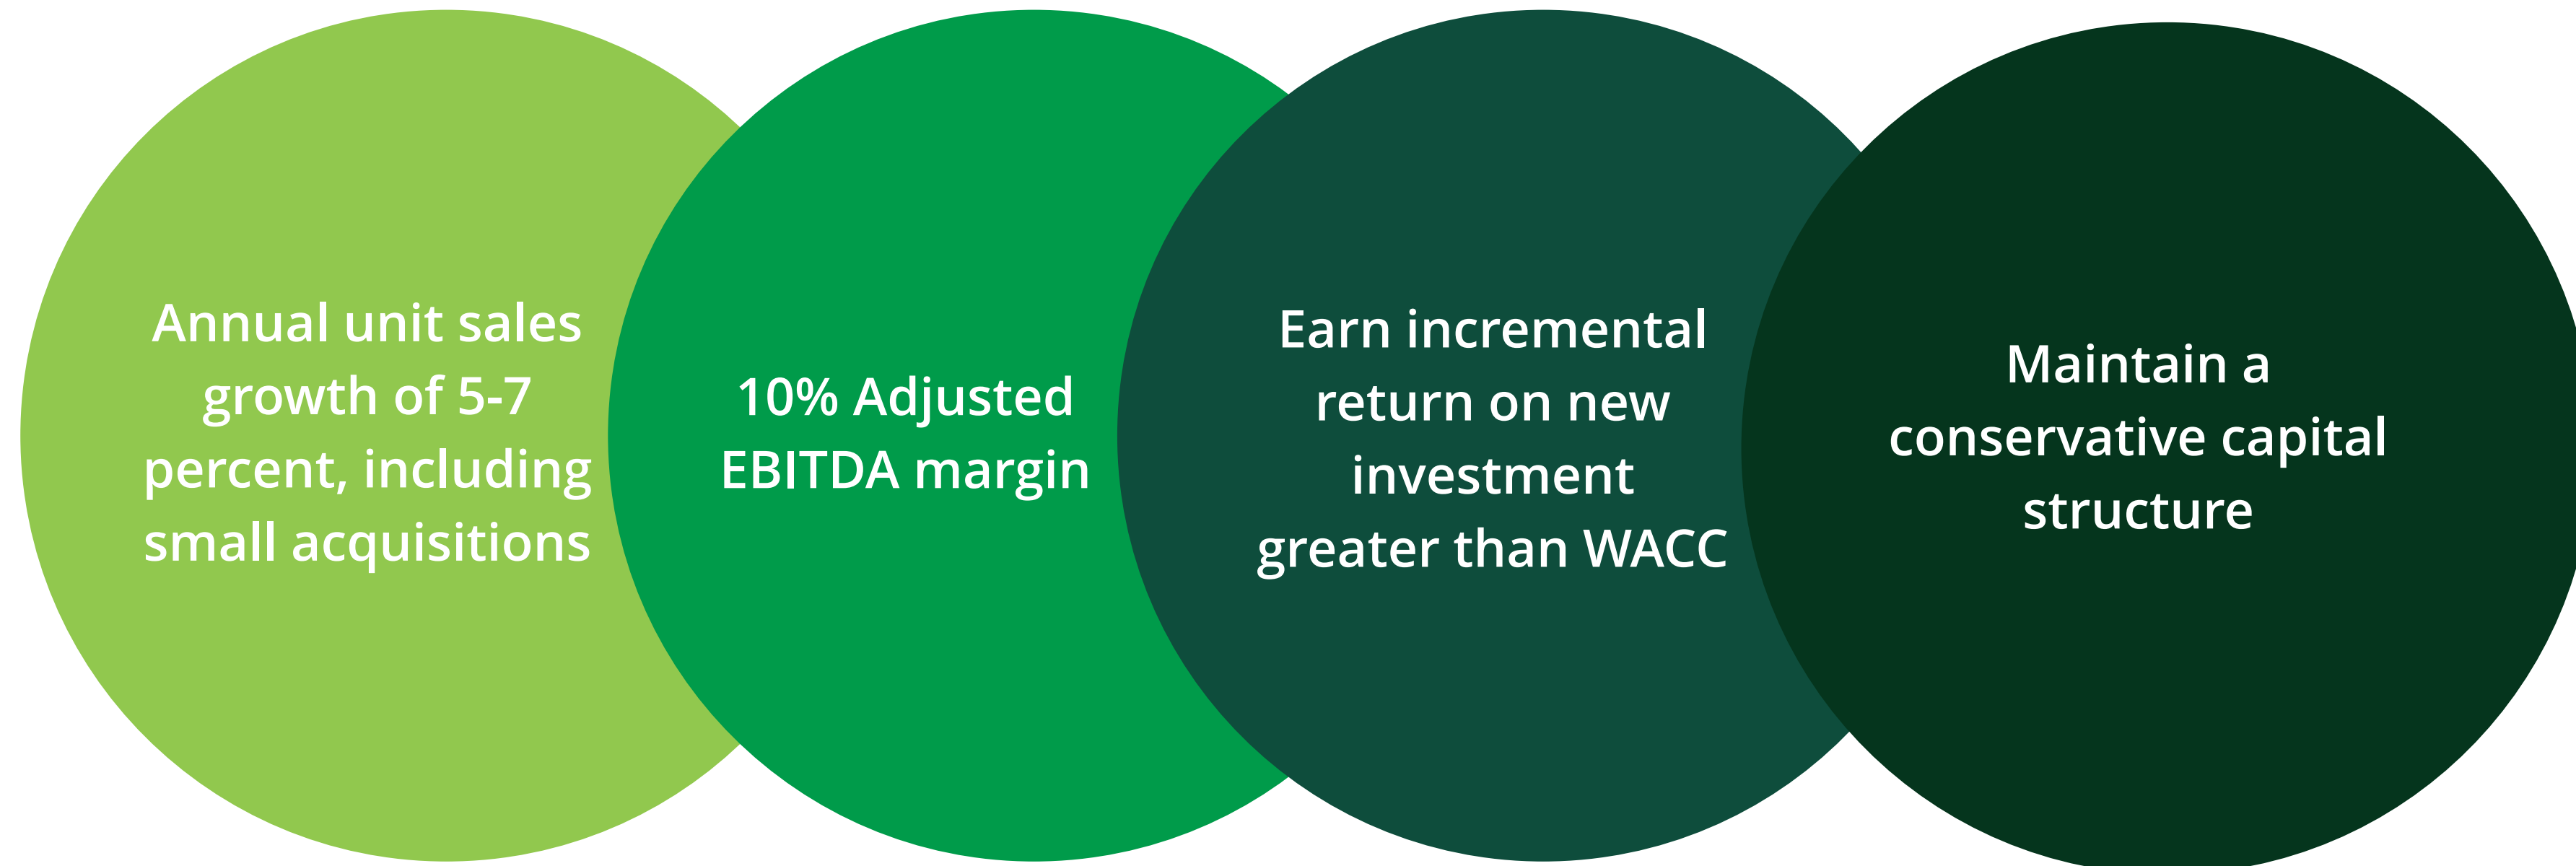 Annual unit sales
growth of 5-7
percent, including
small acquisitions
10% Adjusted
EBITDA margin
Earn incremental
return on new
investment
greater than WACC
Maintain a
conservative capital
structure